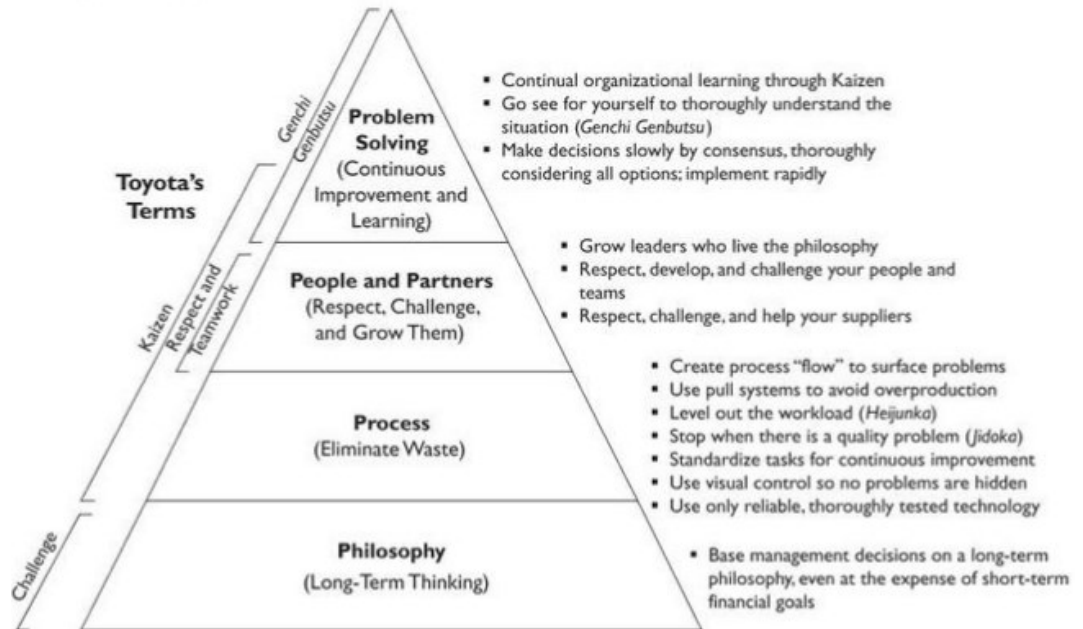 Toyota's
Terms
Genchi
Genbutsu
Kaizen
Respect and
Teamwork
Challenge
Problem
Solving
(Continuous
Improvement and
Learning)
▪ Continual organizational learning through Kaizen
▪ Go see for yourself to thoroughly understand the
situation (Genchi Genbutsu)
▪ Make decisions slowly by consensus, thoroughly
considering all options; implement rapidly
People and Partners
(Respect, Challenge,
and Grow Them)
▪ Grow leaders who live the philosophy
▪ Respect, develop, and challenge your people and
teams
▪ Respect, challenge, and help your suppliers
Process
(Eliminate Waste)
▪ Create process "flow" to surface problems
▪ Use pull systems to avoid overproduction
▪ Level out the workload (Heijunka)
▪ Stop when there is a quality problem (Jidoka)
▪ Standardize tasks for continuous improvement
▪ Use visual control so no problems are hidden
▪ Use only reliable, thoroughly tested technology
Philosophy
(Long-Term Thinking)
▪ Base management decisions on a long-term
philosophy, even at the expense of short-term
financial goals